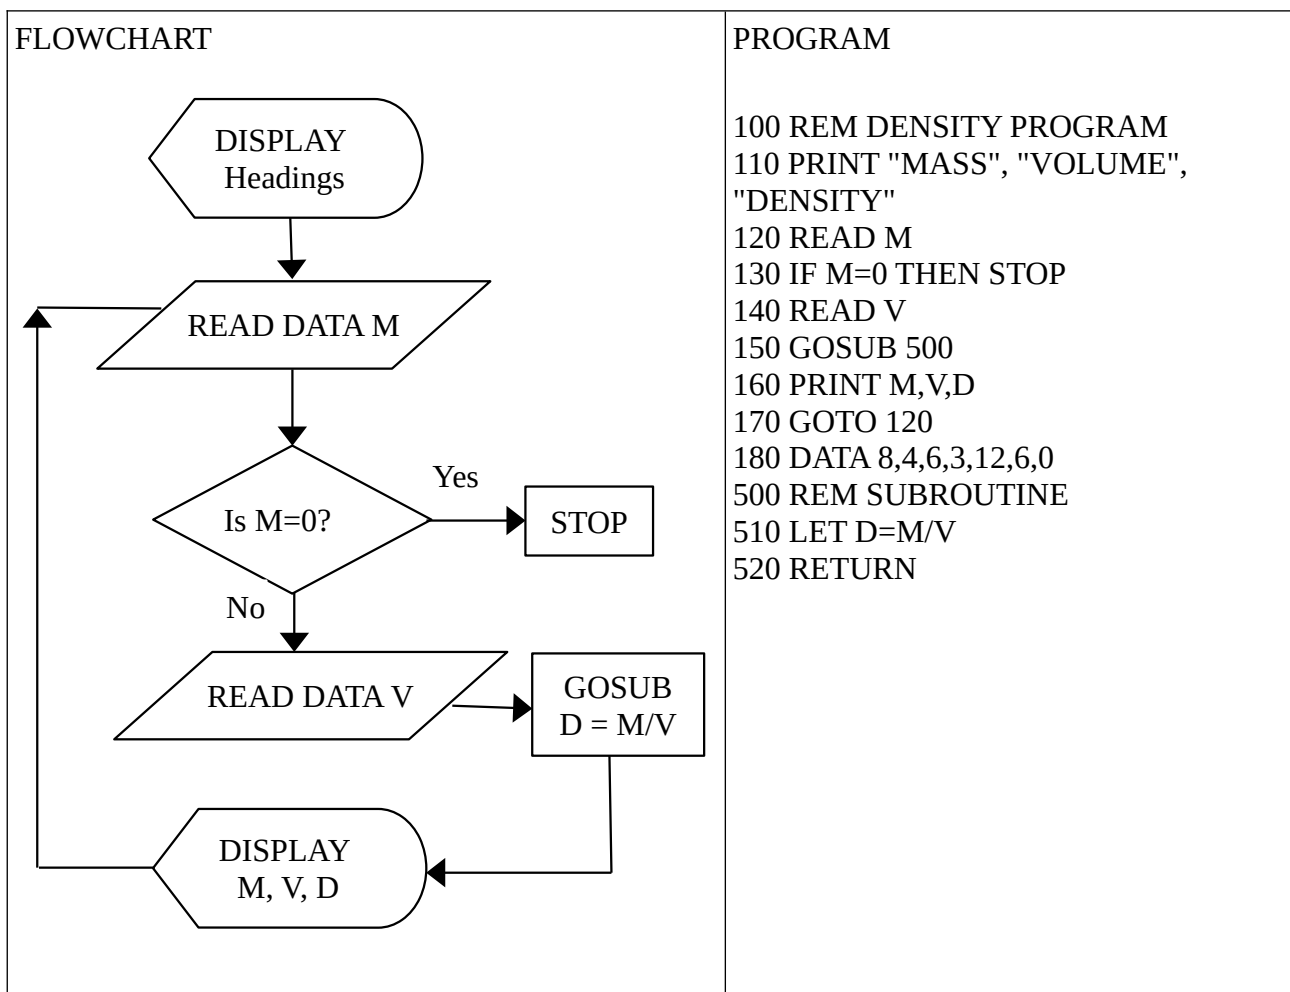 FLOWCHART
DISPLAY
Headings
READ DATA M
Is M=0?
Yes
STOP
No
READ DATA V
GOSUB
D = M/V
DISPLAY
M, V, D
PROGRAM
100 REM DENSITY PROGRAM
110 PRINT "MASS", "VOLUME",
"DENSITY"
120 READ M
130 IF M=0 THEN STOP
140 READ V
150 GOSUB 500
160 PRINT M,V,D
170 GOTO 120
180 DATA 8,4,6,3,12,6,0
500 REM SUBROUTINE
510 LET D=M/V
520 RETURN